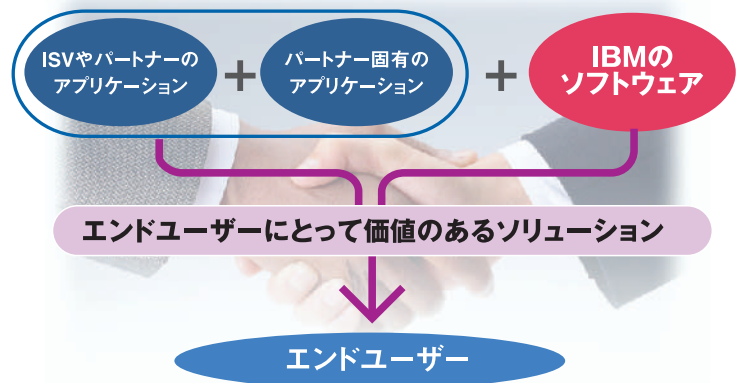 ISVやパートナーの
アプリケーション
+
パートナー固有の
アプリケーション
+
IBMの
ソフトウェア
エンドユーザーにとって価値のあるソリューション
エンドユーザー